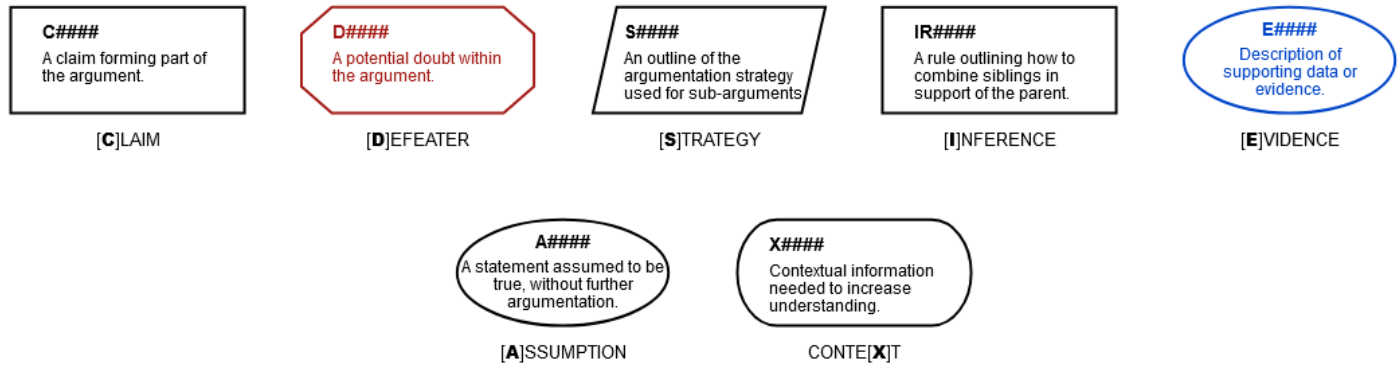 C####
A claim forming part of
the argument.
[C]LAIM
D####
A potential doubt within
the argument.
[D]EFEATER
S####
An outline of the
argumentation strategy
used for sub-arguments
[S]TRATEGY
IR####
A rule outlining how to
combine siblings in
support of the parent.
[I]NFERENCE
E####
Description of
supporting data or
evidence.
[E]VIDENCE
A####
A statement assumed to be
true, without further
argumentation.
[A]SSUMPTION
X####
Contextual information
needed to increase
understanding.
CONTE[X]T